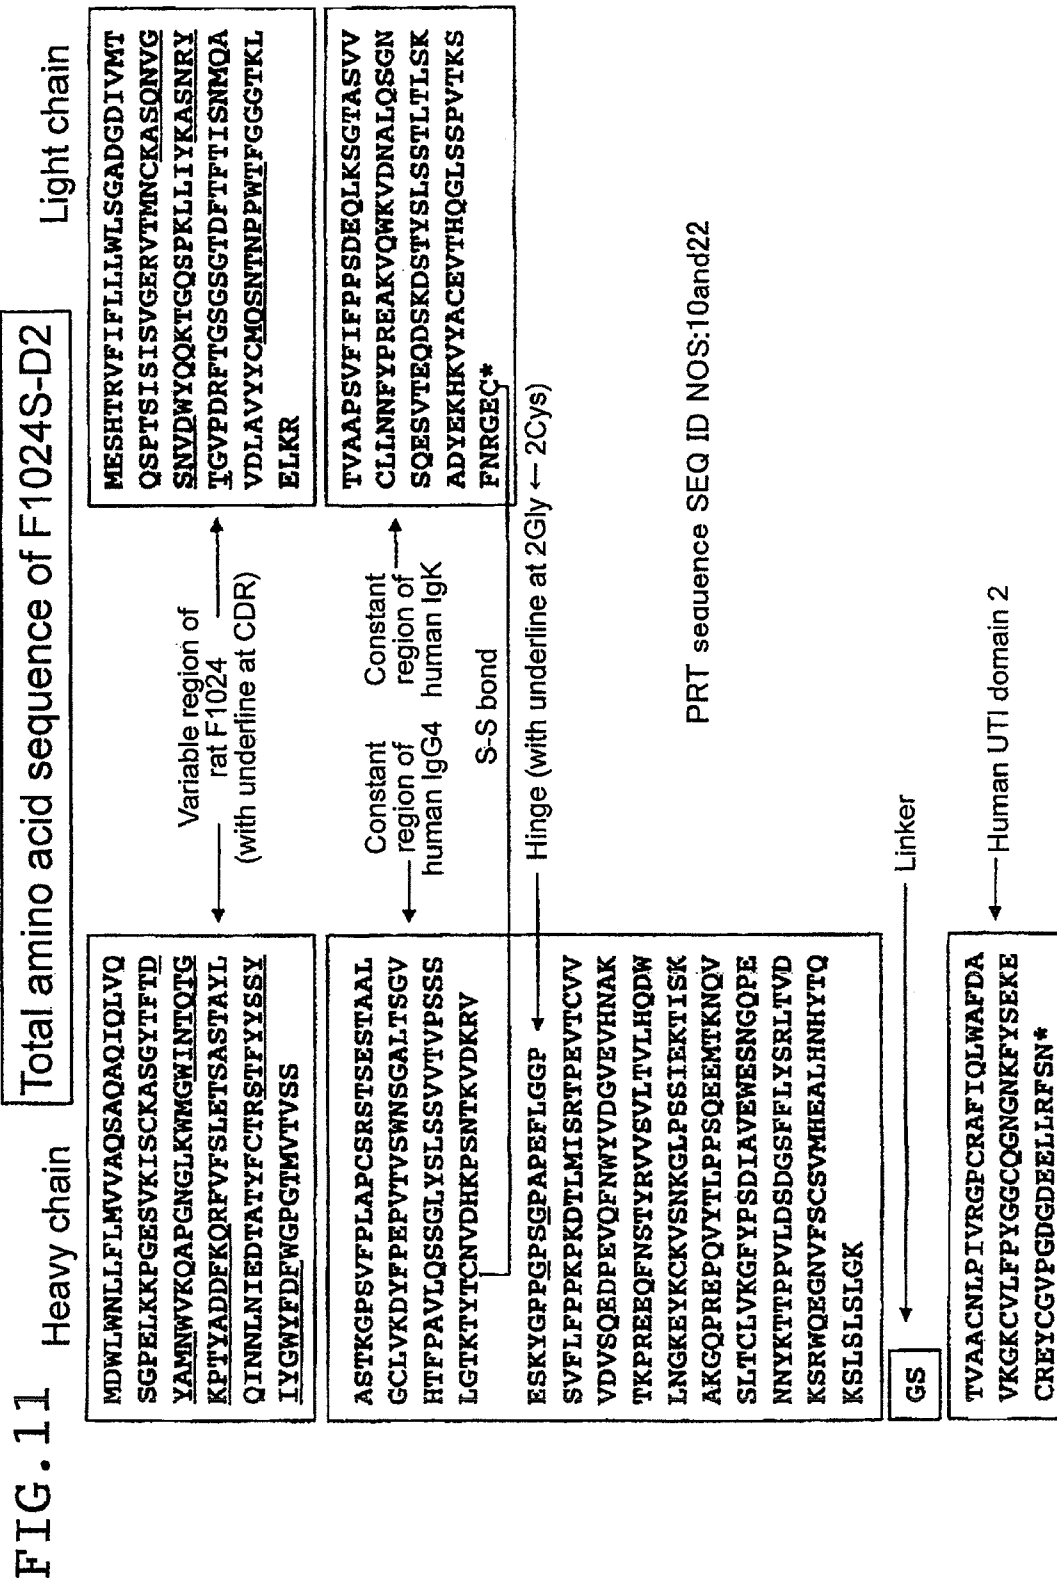 FIG.11
Total amino acid sequence of F1024S-D2
Heavy chain
MDWLWNLLFLMVVAQSAQAQIQLVQ
SGPELKKPGESVKISCKASGYTFTD
YAMNWVKQAPGNGLKWMGWINTQTG
KPTYADDFKQRFVFSLETSASTAYL
QINNLNIEDTATYFCTRSTFYYSSY
IYGWYFDFWGPGTMVTVSS
ASTKGPSVFPLAPCSRSTSESTAAL
GCLVKDYFPEPVTVSWNSGALTSGV
HTFPAVLQSSGLYSLSSVVTVPSSS
LGTKTYTCNVDHKPSNTKVDKRV
ESKYGPPGPSGPAPEFLGGP
SVFLFPPKPKDTLMISRTPEVTCVV
VDVSQEDPEVQFNWYVDGVEVHNAK
TKPREEQFNSTYRVVSVLTVLHQDW
LNGKEYKCKVSNKGLPSSIEKTISK
AKGQPREPQVYTLPPSQEEMTKNQV
SLTCLVKGFYPSDIAVEWESNGQPE
NNYKTTPPVLDSDGSFFLYSRLTVD
KSRWQEGNVFSCSVMHEALHNHYTQ
KSLSLSLGK
GS
TVAACNLPIVRGPCRAFIQLWAFDA
VKGKCVLFPYGGCQGNGNKFYSEKE
CREYCGVPGDGDEELLRFSN*
Variable region of
rat F1024
(with underline at CDR)
Constant
region of
human IgG4
Constant
region of
human IgK
S-S bond
Hinge (with underline at 2Gly ← 2Cys)
Linker
Human UTI domain 2
Light chain
MESHTRVFIFLLLWLSGADGDIVMT
QSPTSISISVGERVTMNCKASQNVG
SNVDWYQQKTGQSPKLLIYKASNRY
TGVPDRFTGSGSGTDFTFTISNMQA
VDLAVYYCMQSNTNPPWTFGGGTKL
ELKR
TVAAPSVFIFPPSDEQLKSGTASVV
CLLNNFYPREAKVQWKVDNALQSGN
SQESVTEQDSKDSTYSLSSTLTLSK
ADYEKHKVYACEVTHQGLSSPVTKS
FNRGEC*
PRT sequence SEQ ID NOS:10and22